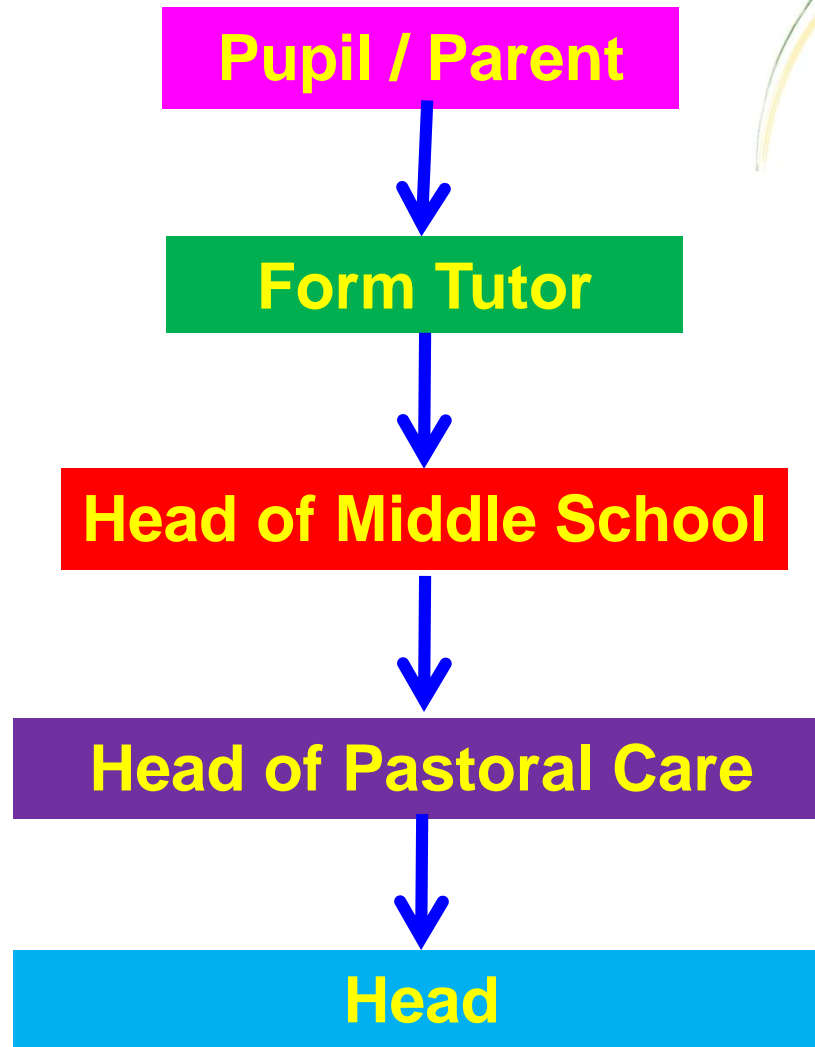 Pupil / Parent
Form Tutor
Head of Middle School
Head of Pastoral Care
Head